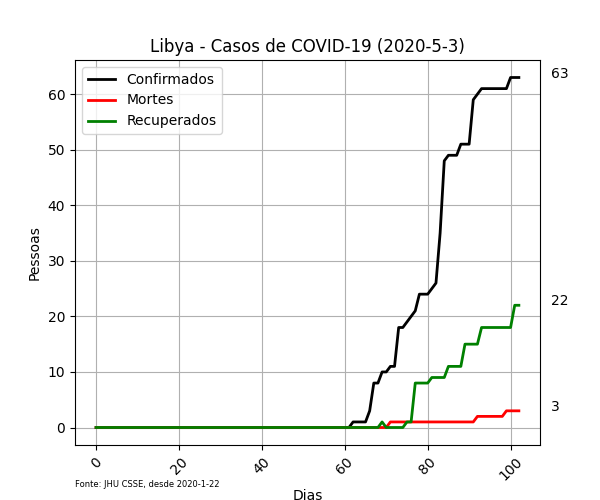 Libya - Casos de COVID-19 (2020-5-3)
Confirmados
Mortes
Recuperados
63
22
3
Pessoas
60
50
40
30
20
10
0
0
20
40
60
80
100
Fonte: JHU CSSE, desde 2020-1-22
Dias